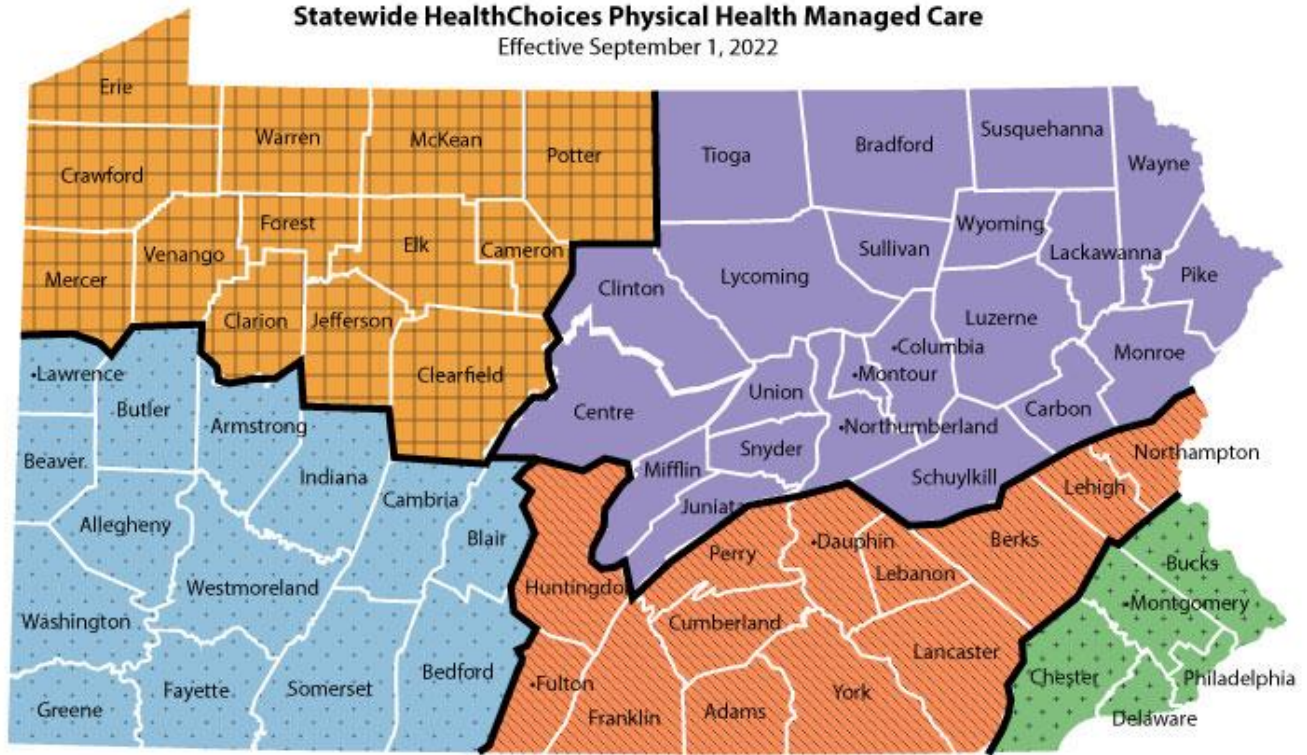 Statewide HealthChoices Physical Health Managed Care
Effective September 1, 2022
Erie
Warren
McKean
Potter
Tioga
Bradford
Susquehanna
Wayne
Crawford
Forest
Venango
Elk
Cameron
Mercer
Clinton
Lycoming
Sullivan
Wyoming
Lackawanna
Pike
Clarion
Jefferson
Luzerne
•Columbia
Monroe
•Lawrence
Clearfield
•Montour
Union
Butler
Centre
Carbon
Armstrong
•Northumberland
Snyder
Northampton
Beaver
Mifflin
Indiana
Schuylkill
Lehigh
Cambria
Juniata
Allegheny
Blair
Perry
•Dauphin
Berks
Bucks
Lebanon
Westmoreland
Huntingdon
•Montgomery
Washington
Cumberland
Lancaster
Bedford
Chester
Philadelphia
Fayette
Somerset
•Fulton
York
Greene
Franklin
Adams
Delaware